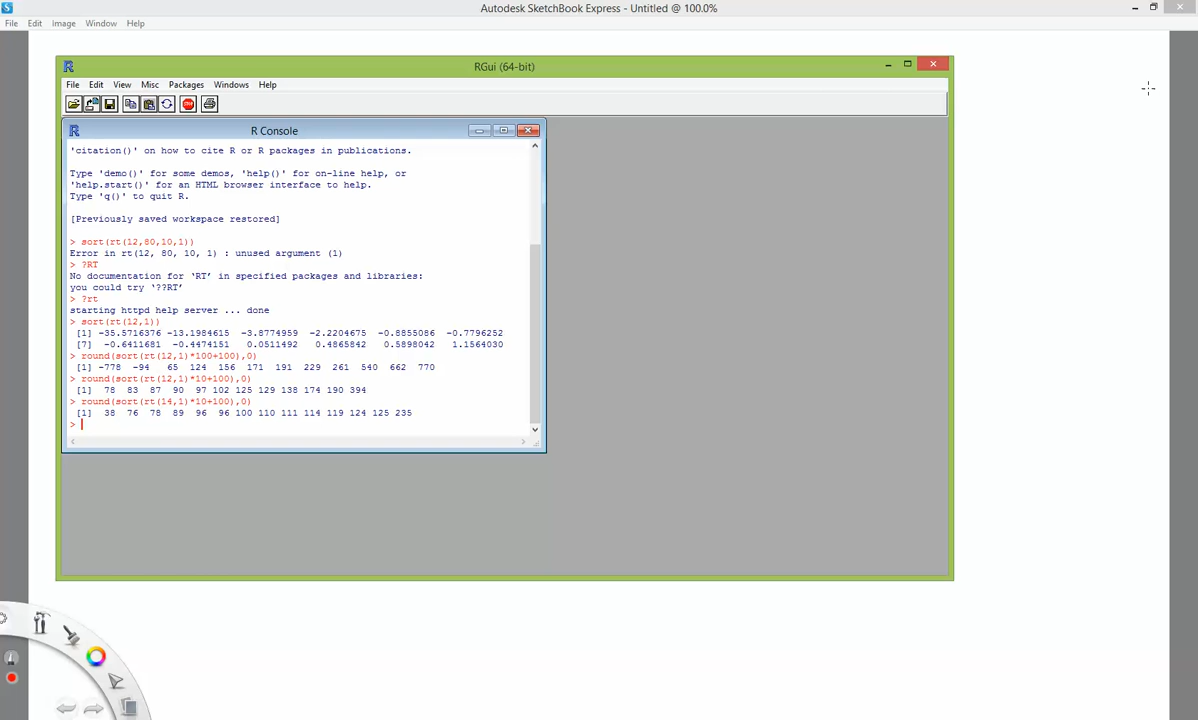 Autodesk SketchBook Express - Untitled @ 100.0%
File Edit Image Window Help
RGui (64-bit)
File Edit View Misc Packages Windows Help
STOP
R Console
'citation()' on how to cite R or R packages in publications.
Type 'demo()' for some demos, 'help()' for on-line help, or
'help.start()' for an HTML browser interface to help.
Type 'q()' to quit R.
[Previously saved workspace restored]
> sort(rt(12,80,10,1))
Error in rt(12, 80, 10, 1) : unused argument (1)
> ?RT
No documentation for ‘RT’ in specified packages and libraries:
you could try ‘??RT’
> ?rt
starting httpd help server ... done
> sort(rt(12,1))
[1] -35.5716376 -13.1984615 -3.8774959 -2.2204675 -0.8855086 -0.7796252
[7] -0.6411681 -0.4474151 0.0511492 0.4865842 0.5898042 1.1564030
> round(sort(rt(12,1)*100+100),0)
[1] -778 -94 65 124 156 171 191 229 261 540 662 770
> round(sort(rt(12,1)*10+100),0)
[1] 78 83 87 90 97 102 125 129 138 174 190 394
> round(sort(rt(14,1)*10+100),0)
[1] 38 76 78 89 96 96 100 110 111 114 119 124 125 235
>